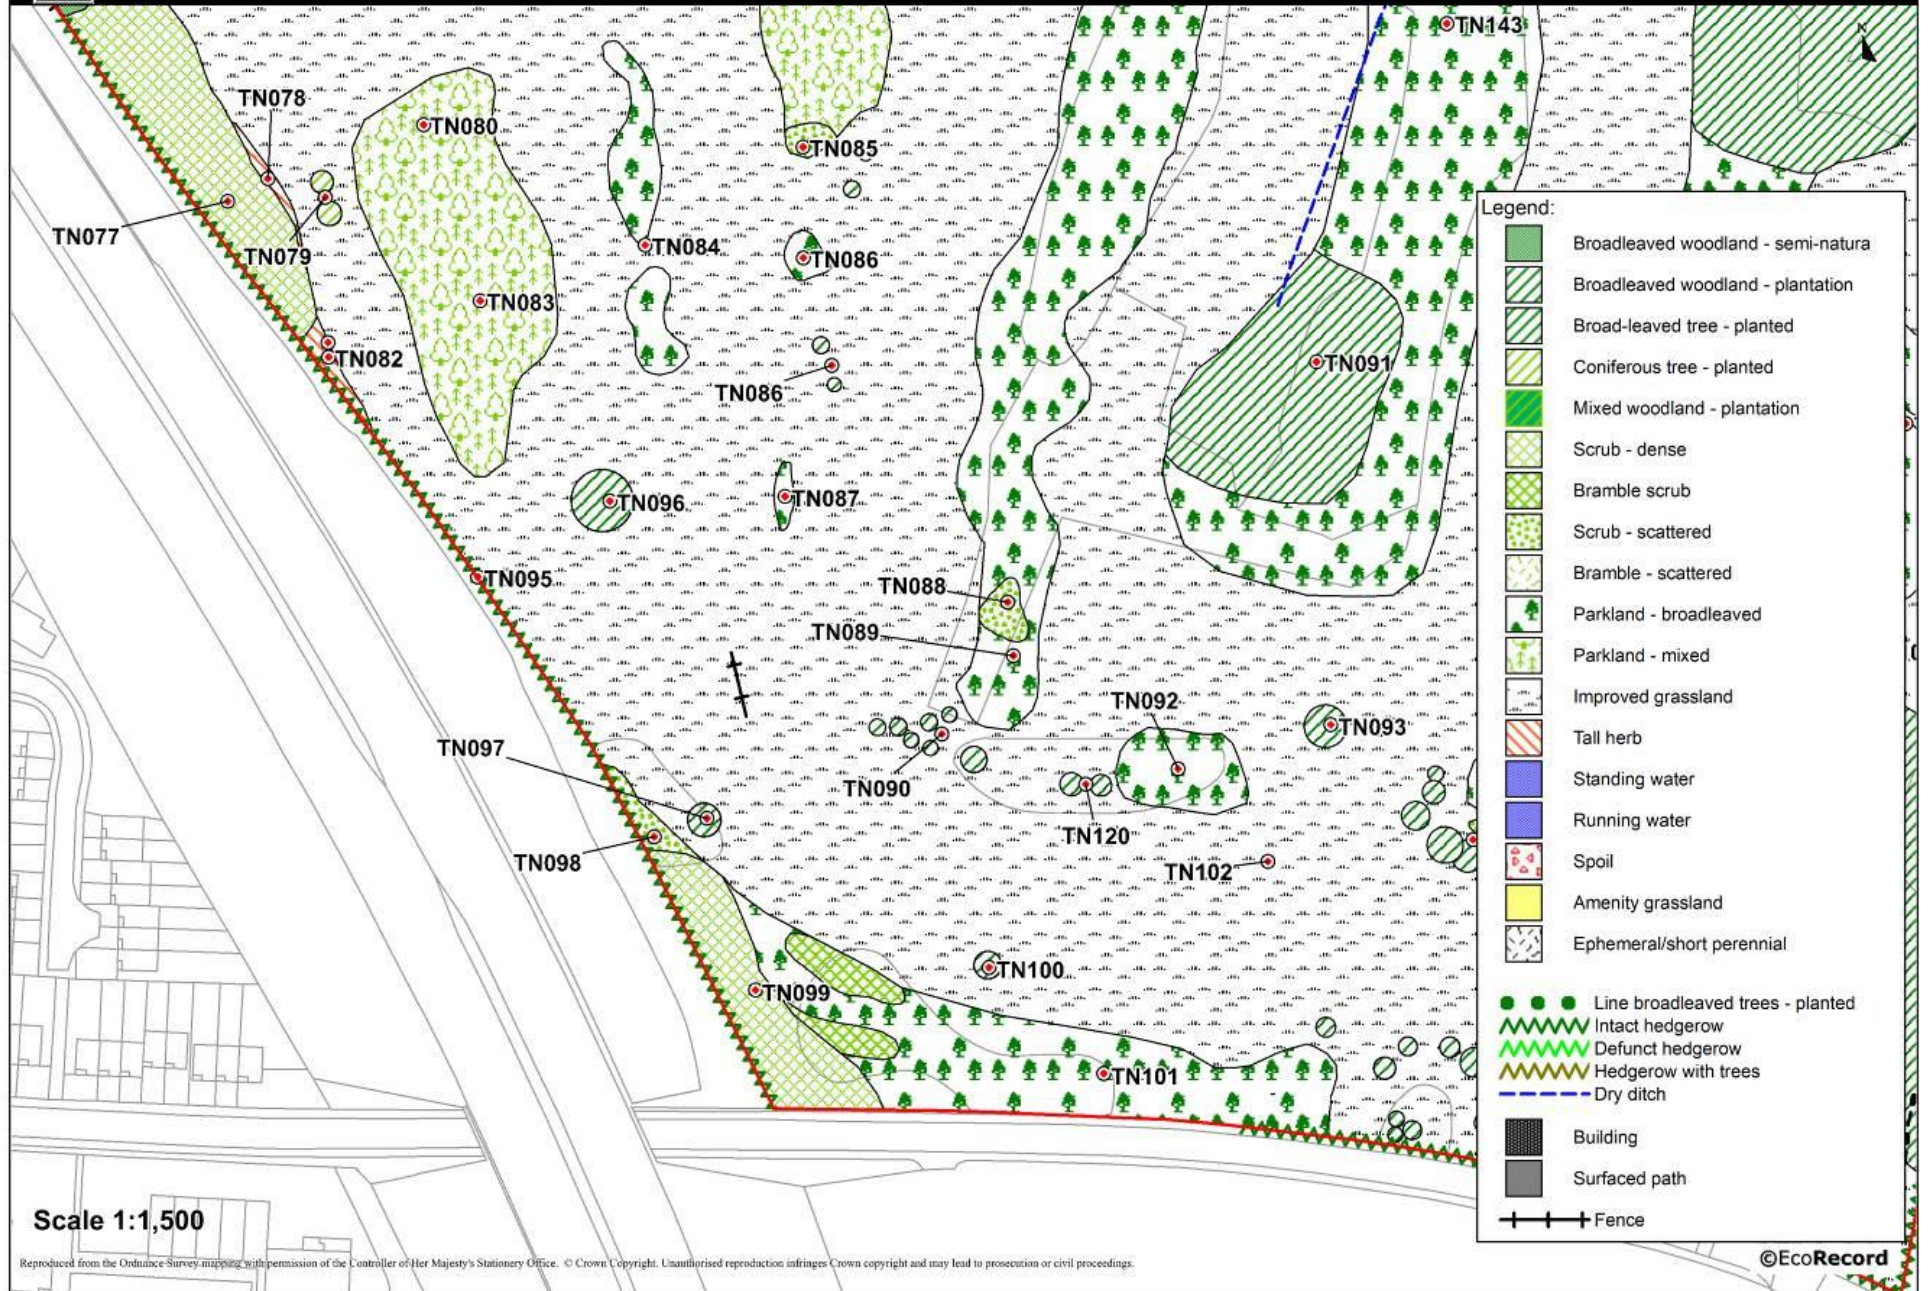 TN143
TN078
TN080
TN085
TN077
TN079
TN084
TN086
TN083
TN082
TN086
TN091
TN096
TN087
TN095
TN088
TN089
TN092
TN093
TN097
TN090
TN120
TN098
TN102
TN100
TN099
TN101
N
Legend:
Broadleaved woodland - semi-natura
Broadleaved woodland - plantation
Broad-leaved tree - planted
Coniferous tree - planted
Mixed woodland - plantation
Scrub - dense
Bramble scrub
Scrub - scattered
Bramble - scattered
Parkland - broadleaved
Parkland - mixed
Improved grassland
Tall herb
Standing water
Running water
Spoil
Amenity grassland
Ephemeral/short perennial
Line broadleaved trees - planted
Intact hedgerow
Defunct hedgerow
Hedgerow with trees
Dry ditch
Building
Surfaced path
Fence
Scale 1:1,500
Reproduced from the Ordnance Survey mapping with permission of the Controller of Her Majesty's Stationery Office. © Crown Copyright. Unauthorised reproduction infringes Crown copyright and may lead to prosecution or civil proceedings.
©EcoRecord